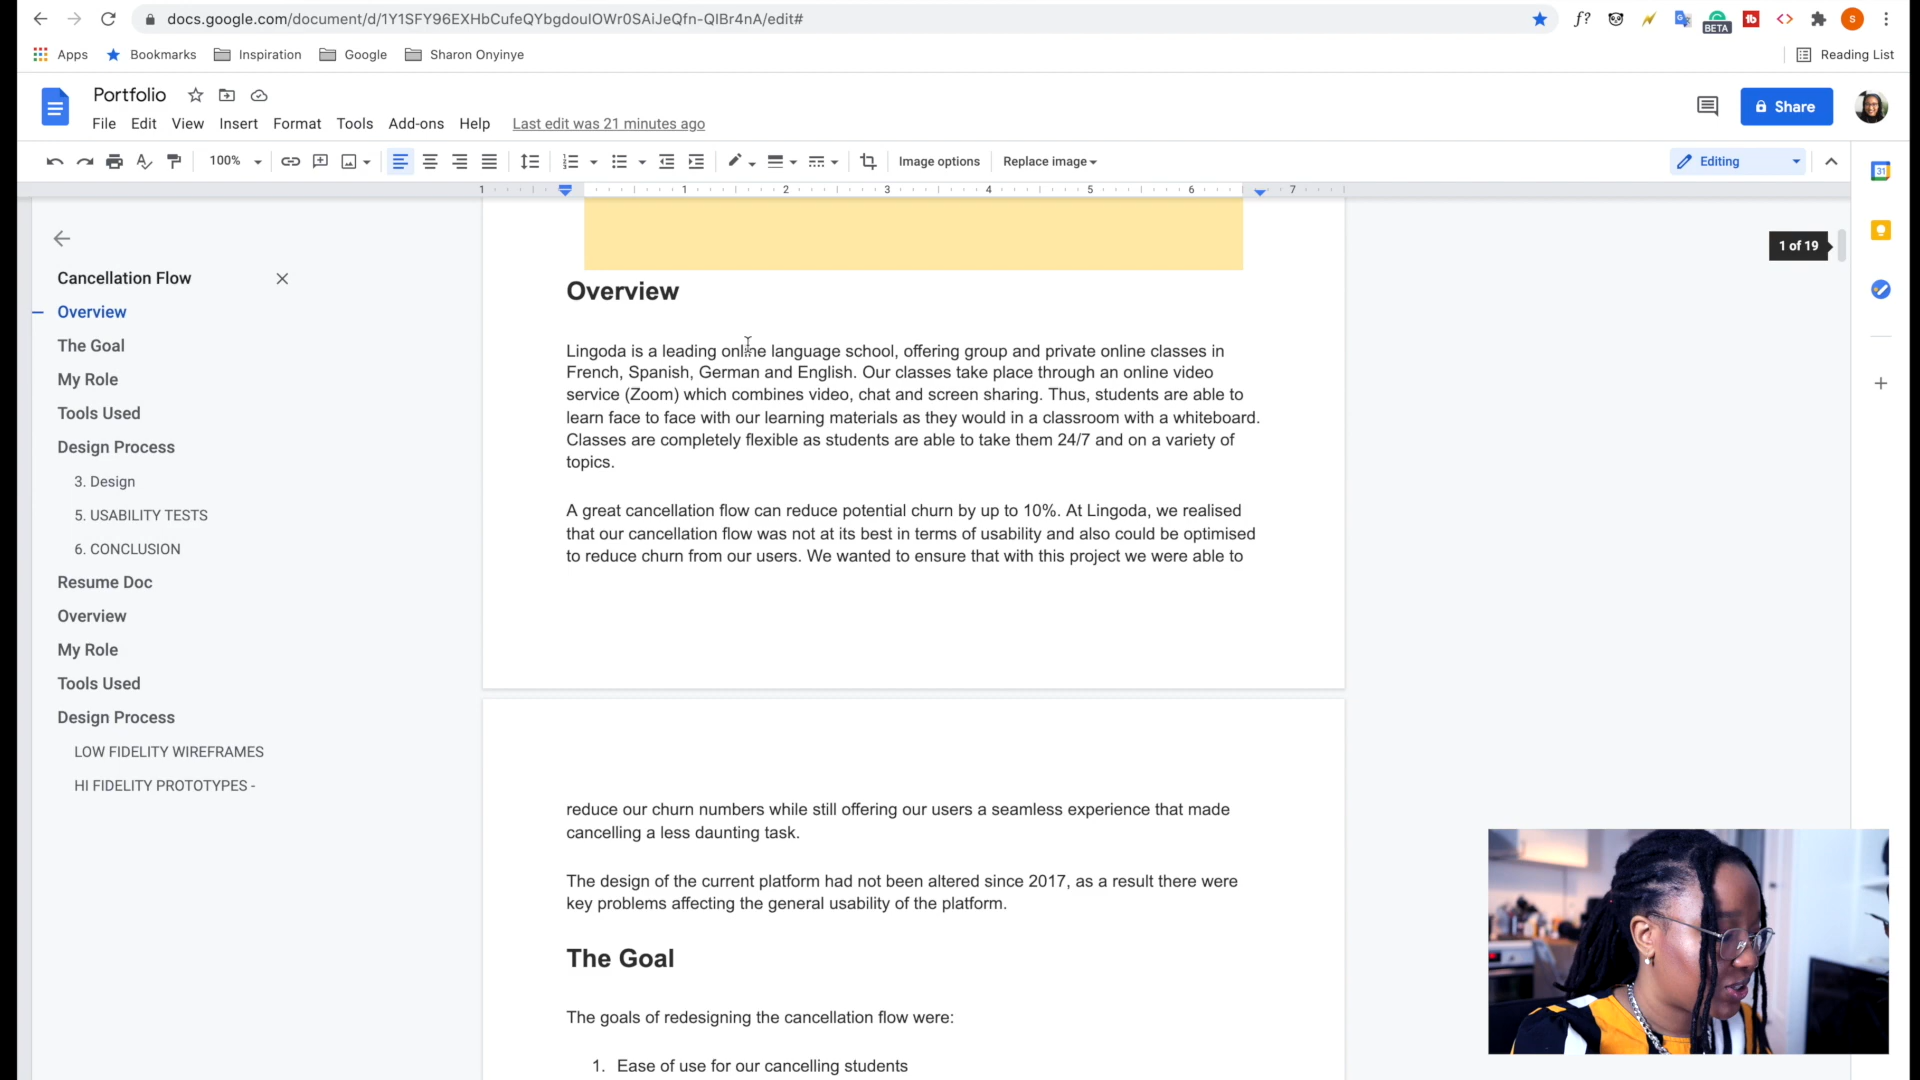 docs.google.com/document/d/1Y1SFY96EXHbCufeQYbgdoulOWr0SAiJeQfn-QIBr4nA/edit#
f?
BETA
S
Apps
Bookmarks
Inspiration
Google
Sharon Onyinye
Reading List
Portfolio
File Edit View Insert Format Tools Add-ons Help Last edit was 21 minutes ago
Share
100%
Image options
Replace image
Editing
1 1 2 3 4 5 6 7
31
1 of 19
Cancellation Flow
Overview
The Goal
My Role
Tools Used
Design Process
3. Design
5. USABILITY TESTS
6. CONCLUSION
Resume Doc
Overview
My Role
Tools Used
Design Process
LOW FIDELITY WIREFRAMES
HI FIDELITY PROTOTYPES -
Overview
Lingoda is a leading online language school, offering group and private online classes in
French, Spanish, German and English. Our classes take place through an online video
service (Zoom) which combines video, chat and screen sharing. Thus, students are able to
learn face to face with our learning materials as they would in a classroom with a whiteboard.
Classes are completely flexible as students are able to take them 24/7 and on a variety of
topics.
A great cancellation flow can reduce potential churn by up to 10%. At Lingoda, we realised
that our cancellation flow was not at its best in terms of usability and also could be optimised
to reduce churn from our users. We wanted to ensure that with this project we were able to
reduce our churn numbers while still offering our users a seamless experience that made
cancelling a less daunting task.
The design of the current platform had not been altered since 2017, as a result there were
key problems affecting the general usability of the platform.
The Goal
The goals of redesigning the cancellation flow were:
1. Ease of use for our cancelling students